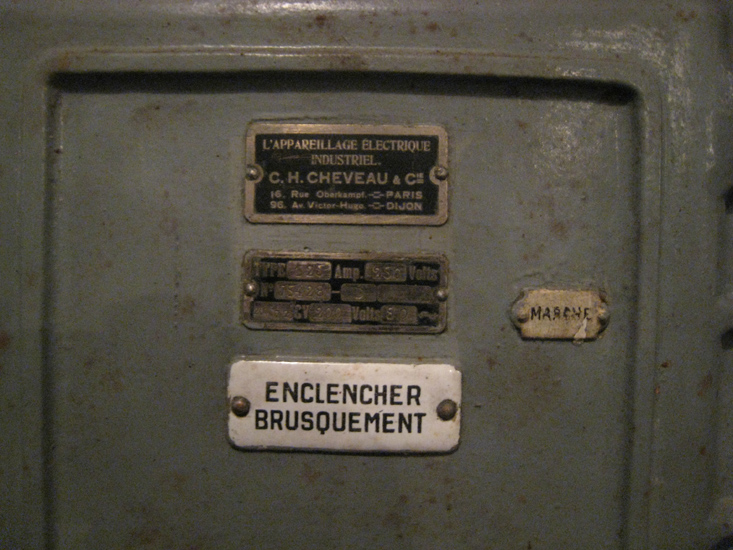 L'APPAREILLAGE ÉLECTRIQUE
INDUSTRIEL.
C. H. CHEVEAU & Cie
16, Rue Oberkampf. PARIS
96, Av. Victor-Hugo. DIJON
TYPE Amp. Volts
No
CV Volts
MARCHE
ENCLENCHER
BRUSQUEMENT